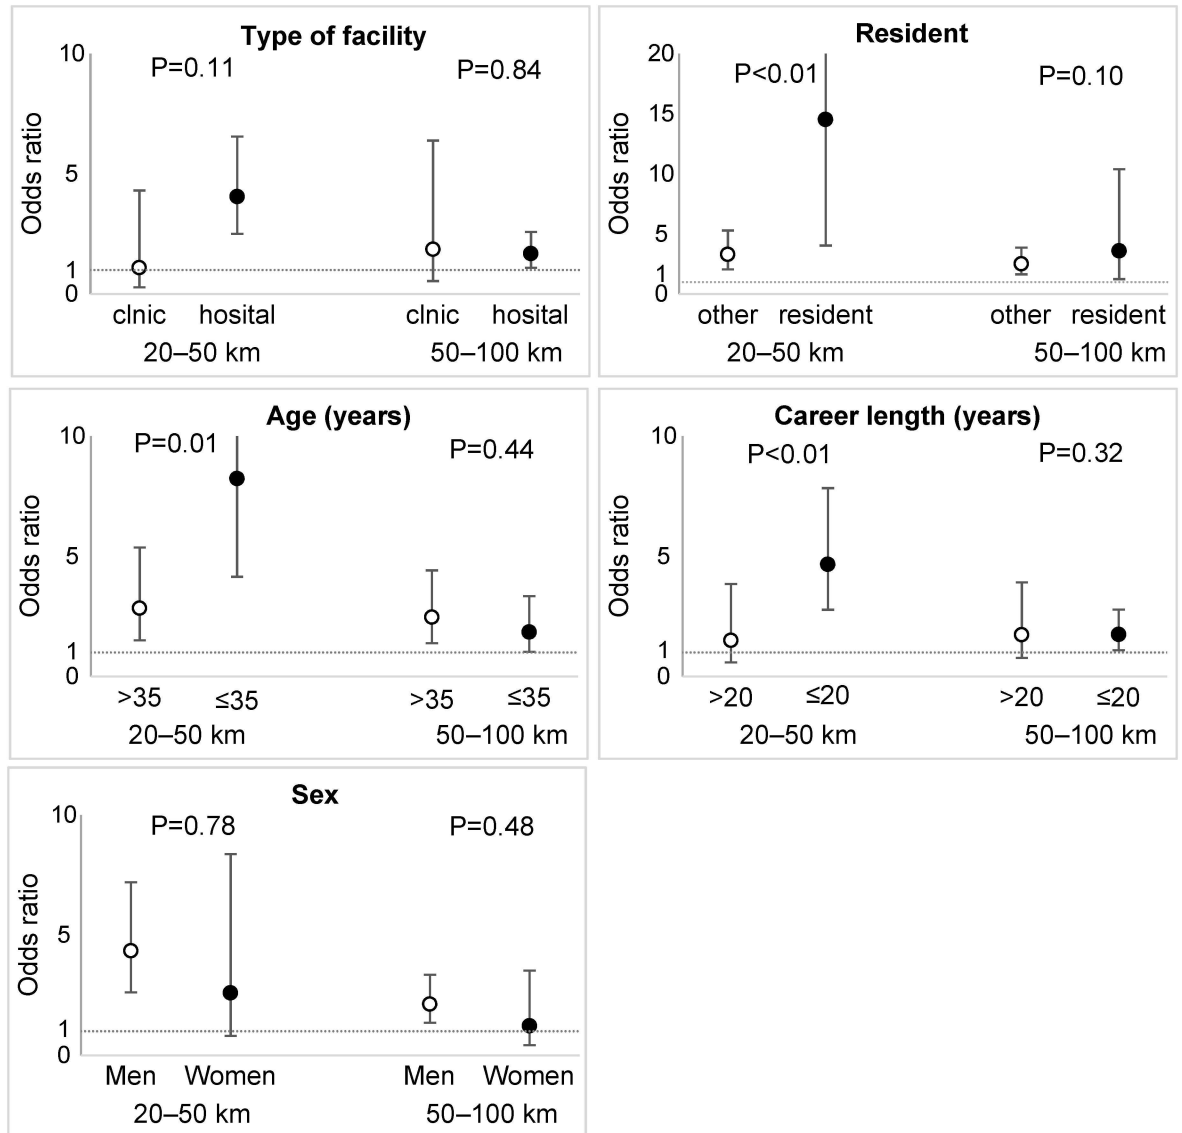 Type of facility
10
P=0.11
P=0.84
Odds ratio
5
1
0
clnic hosital
clnic hosital
20–50 km
50–100 km
Resident
20
P<0.01
P=0.10
15
Odds ratio
10
5
1
0
other resident
other resident
20–50 km
50–100 km
Age (years)
10
P=0.01
P=0.44
Odds ratio
5
1
0
>35 ≤35
>35 ≤35
20–50 km
50–100 km
Career length (years)
10
P<0.01
P=0.32
Odds ratio
5
1
0
>20 ≤20
>20 ≤20
20–50 km
50–100 km
Sex
10
P=0.78
P=0.48
Odds ratio
5
1
0
Men Women
Men Women
20–50 km
50–100 km